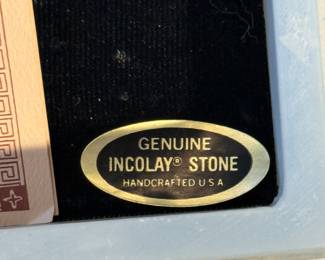 GENUINE
INCOLAY® STONE
HANDCRAFTED U S A